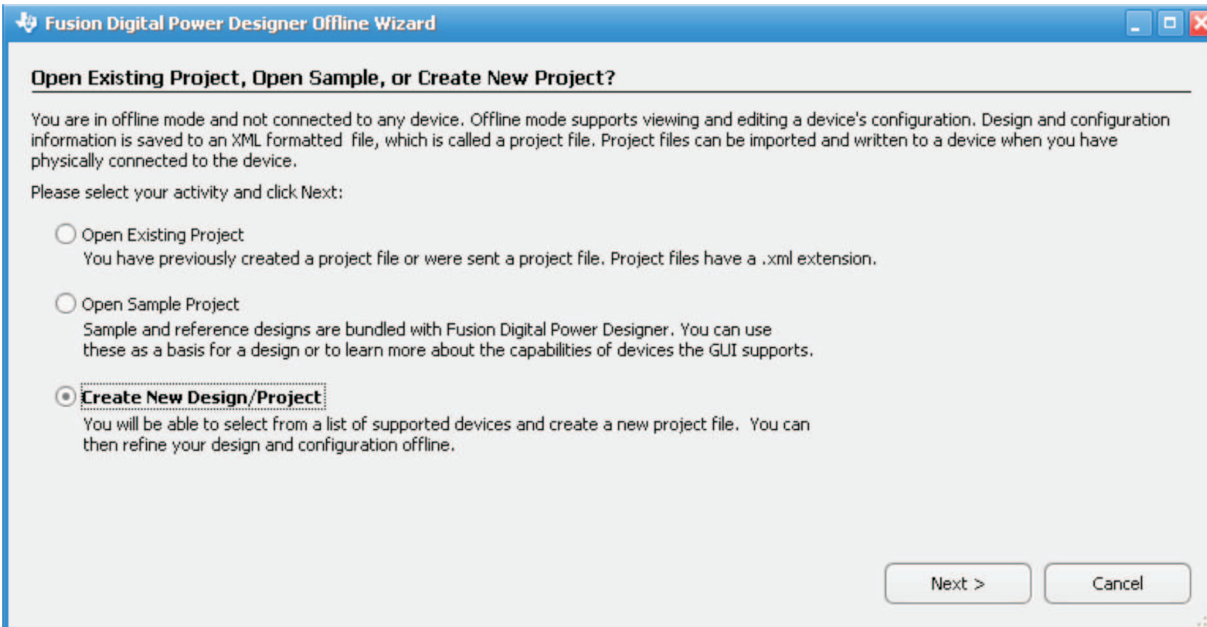 Fusion Digital Power Designer Offline Wizard
Open Existing Project, Open Sample, or Create New Project?
You are in offline mode and not connected to any device. Offline mode supports viewing and editing a device's configuration. Design and configuration
information is saved to an XML formatted file, which is called a project file. Project files can be imported and written to a device when you have
physically connected to the device.
Please select your activity and click Next:
Open Existing Project
You have previously created a project file or were sent a project file. Project files have a .xml extension.
Open Sample Project
Sample and reference designs are bundled with Fusion Digital Power Designer. You can use
these as a basis for a design or to learn more about the capabilities of devices the GUI supports.
Create New Design/Project
You will be able to select from a list of supported devices and create a new project file. You can
then refine your design and configuration offline.
Next >
Cancel